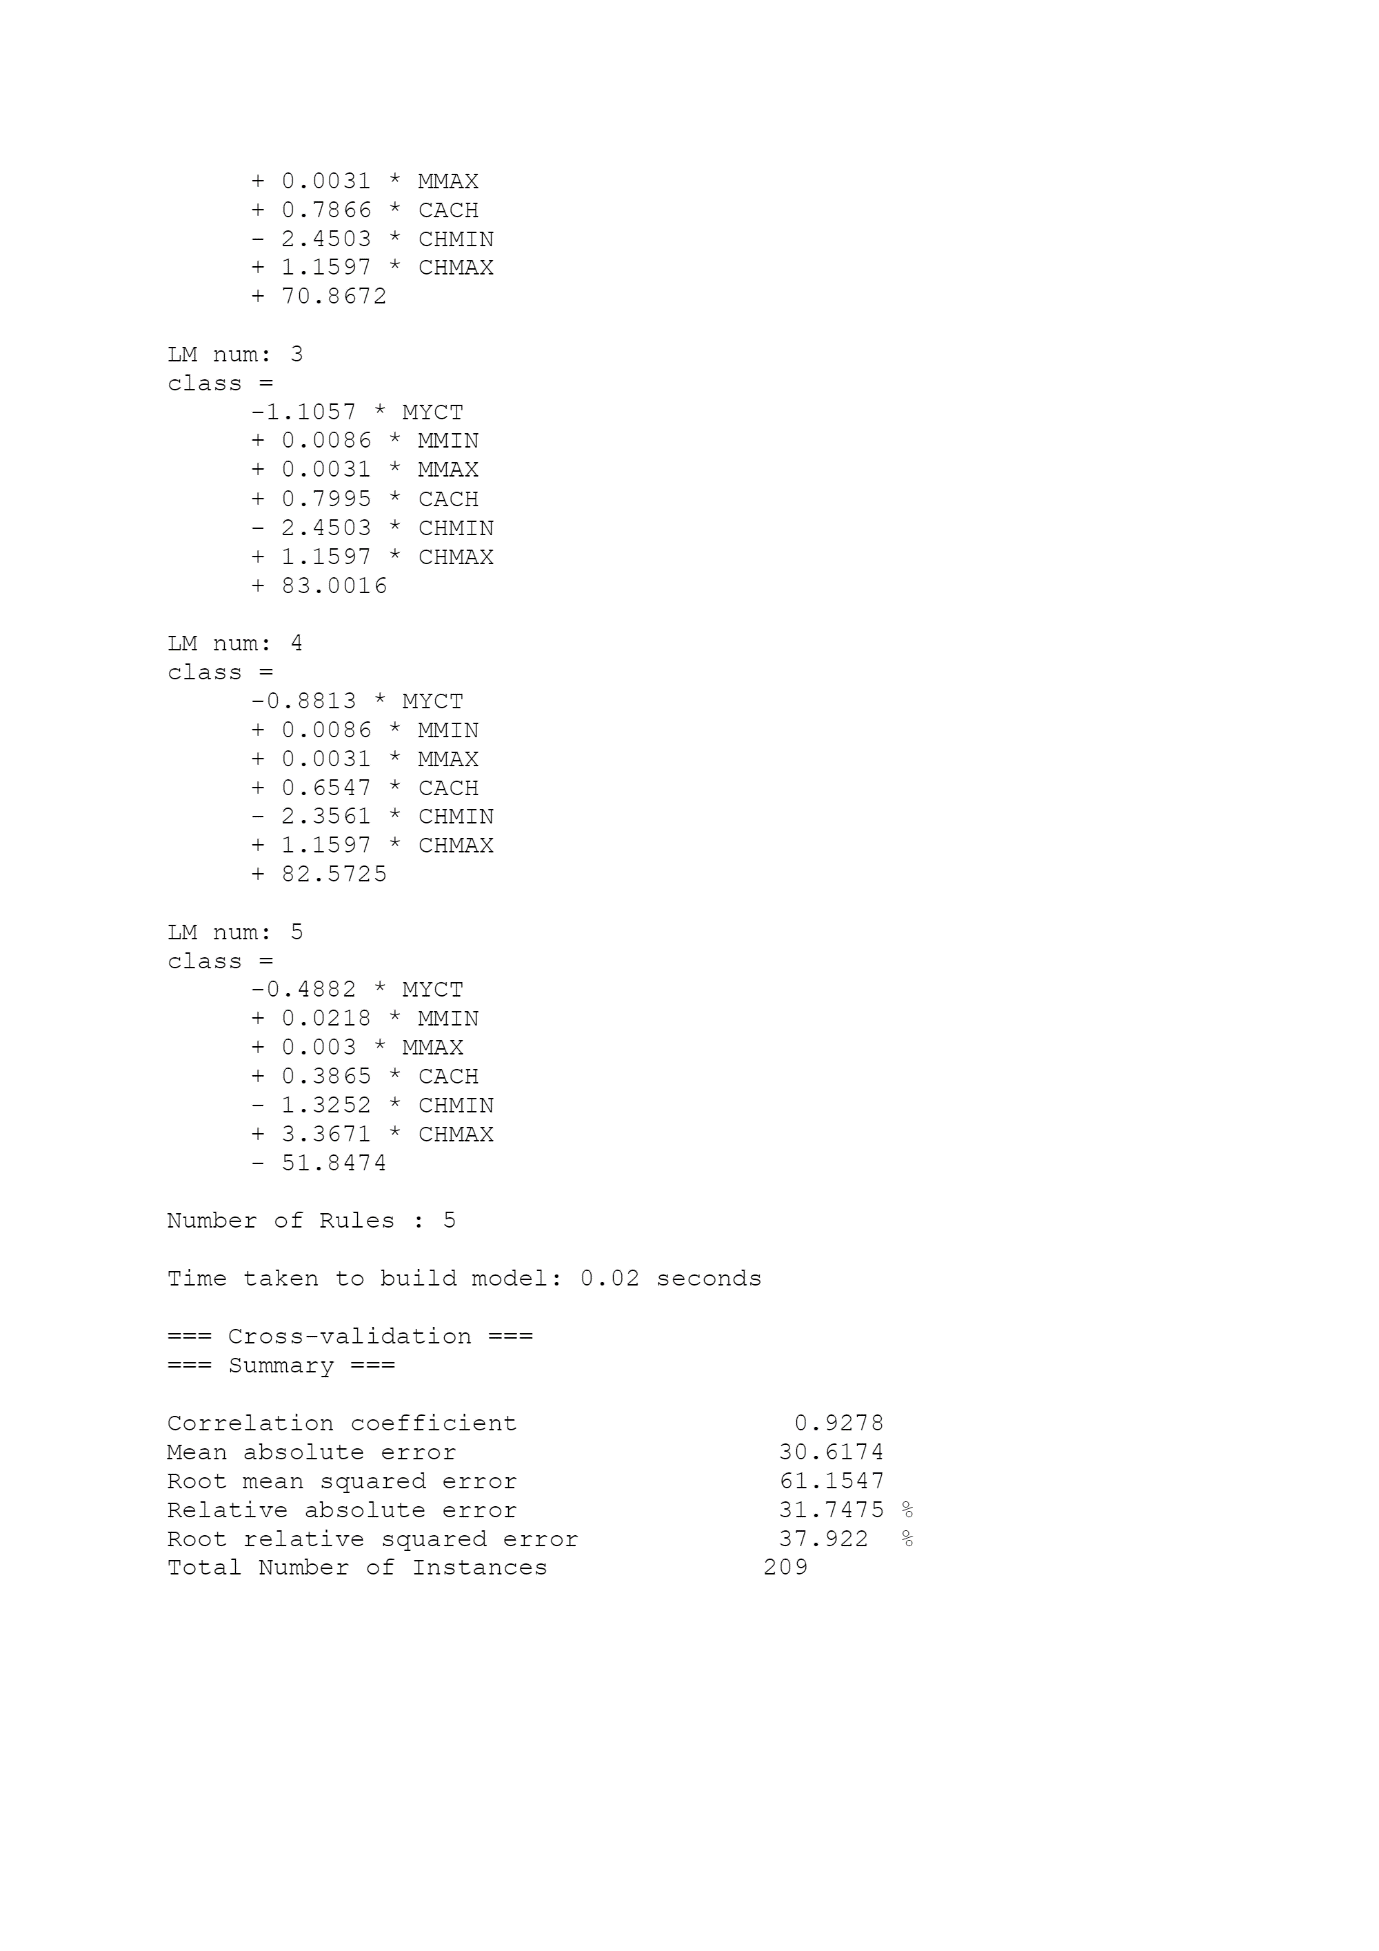 + 0.0031 * MMAX
+ 0.7866 * CACH
- 2.4503 * CHMIN
+ 1.1597 * CHMAX
+ 70.8672
LM num: 3
class =
-1.1057 * MYCT
+ 0.0086 * MMIN
+ 0.0031 * MMAX
+ 0.7995 * CACH
- 2.4503 * CHMIN
+ 1.1597 * CHMAX
+ 83.0016
LM num: 4
class =
-0.8813 * MYCT
+ 0.0086 * MMIN
+ 0.0031 * MMAX
+ 0.6547 * CACH
- 2.3561 * CHMIN
+ 1.1597 * CHMAX
+ 82.5725
LM num: 5
class =
-0.4882 * MYCT
+ 0.0218 * MMIN
+ 0.003 * MMAX
+ 0.3865 * CACH
- 1.3252 * CHMIN
+ 3.3671 * CHMAX
- 51.8474
Number of Rules : 5
Time taken to build model: 0.02 seconds
=== Cross-validation ===
=== Summary ===
Correlation coefficient 0.9278
Mean absolute error 30.6174
Root mean squared error 61.1547
Relative absolute error 31.7475 %
Root relative squared error 37.922 %
Total Number of Instances 209